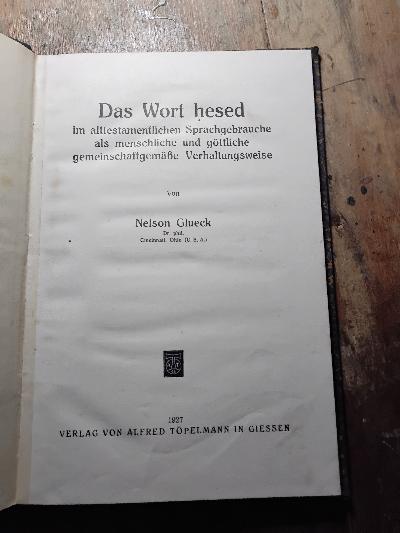 Das Wort ḥesed
im alttestamentlichen Sprachgebrauche
als menschliche und göttliche
gemeinschaftgemäße Verhaltungsweise
Von
Nelson Glueck
Dr. phil.
Cincinnati, Ohio (U. S. A.)
1927
VERLAG VON ALFRED TÖPELMANN IN GIESSEN